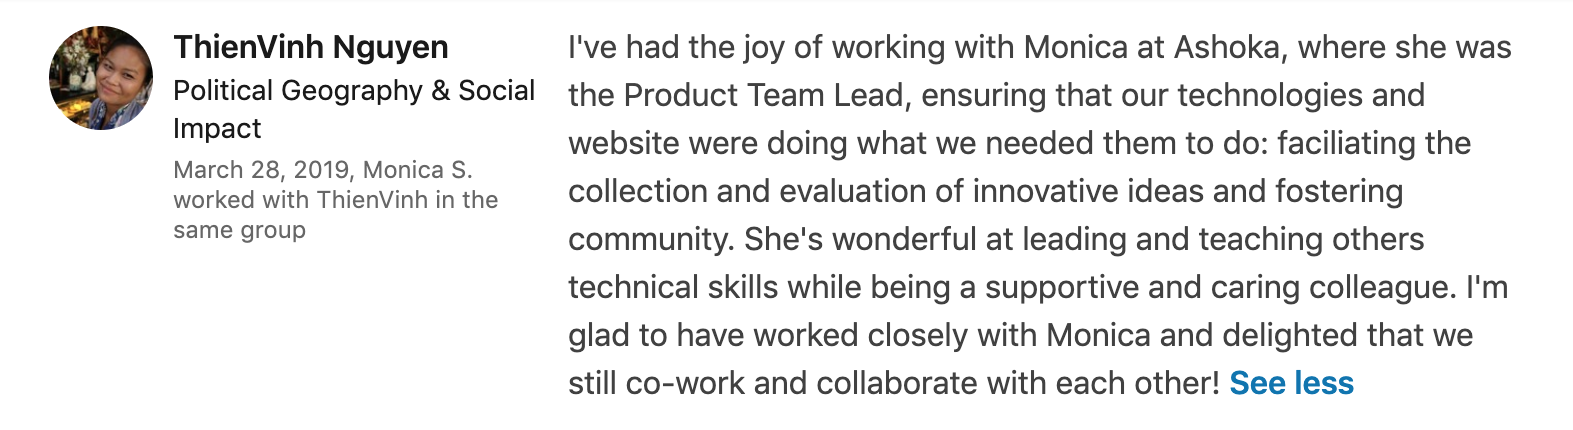 ThienVinh Nguyen
Political Geography & Social
Impact
March 28, 2019, Monica S.
worked with ThienVinh in the
same group
I've had the joy of working with Monica at Ashoka, where she was
the Product Team Lead, ensuring that our technologies and
website were doing what we needed them to do: faciliating the
collection and evaluation of innovative ideas and fostering
community. She's wonderful at leading and teaching others
technical skills while being a supportive and caring colleague. I'm
glad to have worked closely with Monica and delighted that we
still co-work and collaborate with each other! See less